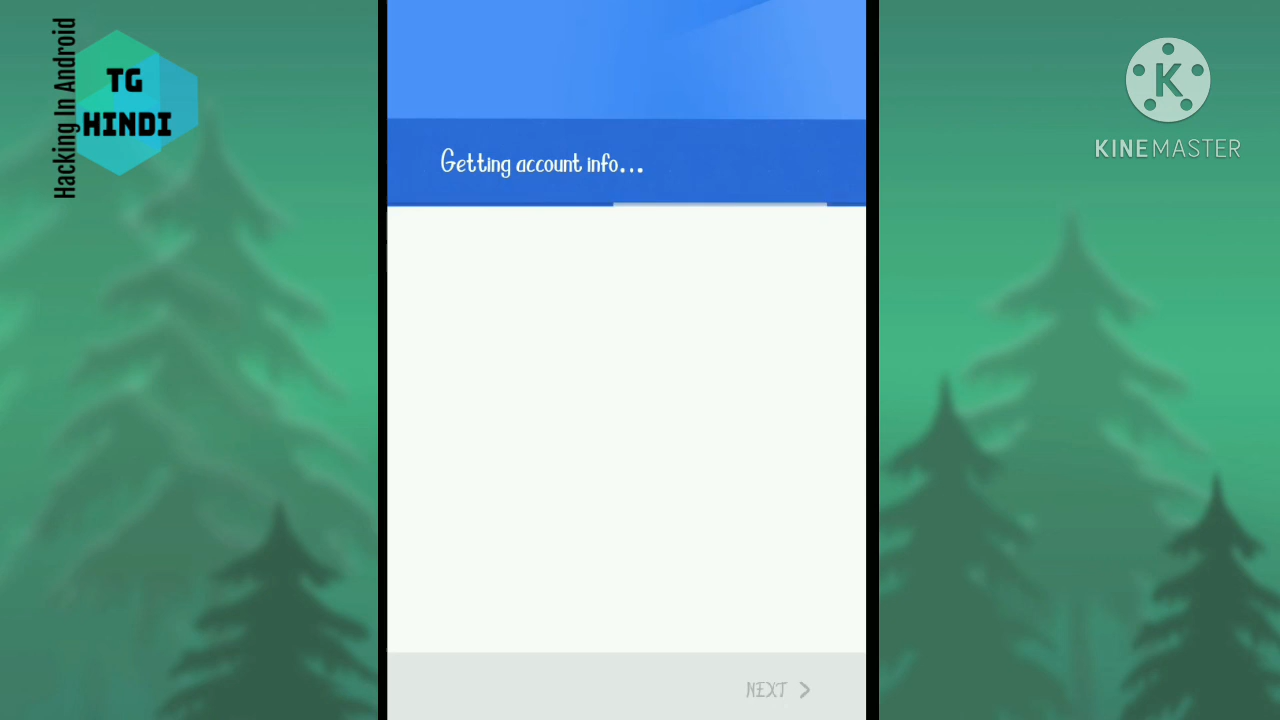 Hacking In Android
TG
HINDI
Getting account info...
K
KINEMASTER
NEXT >